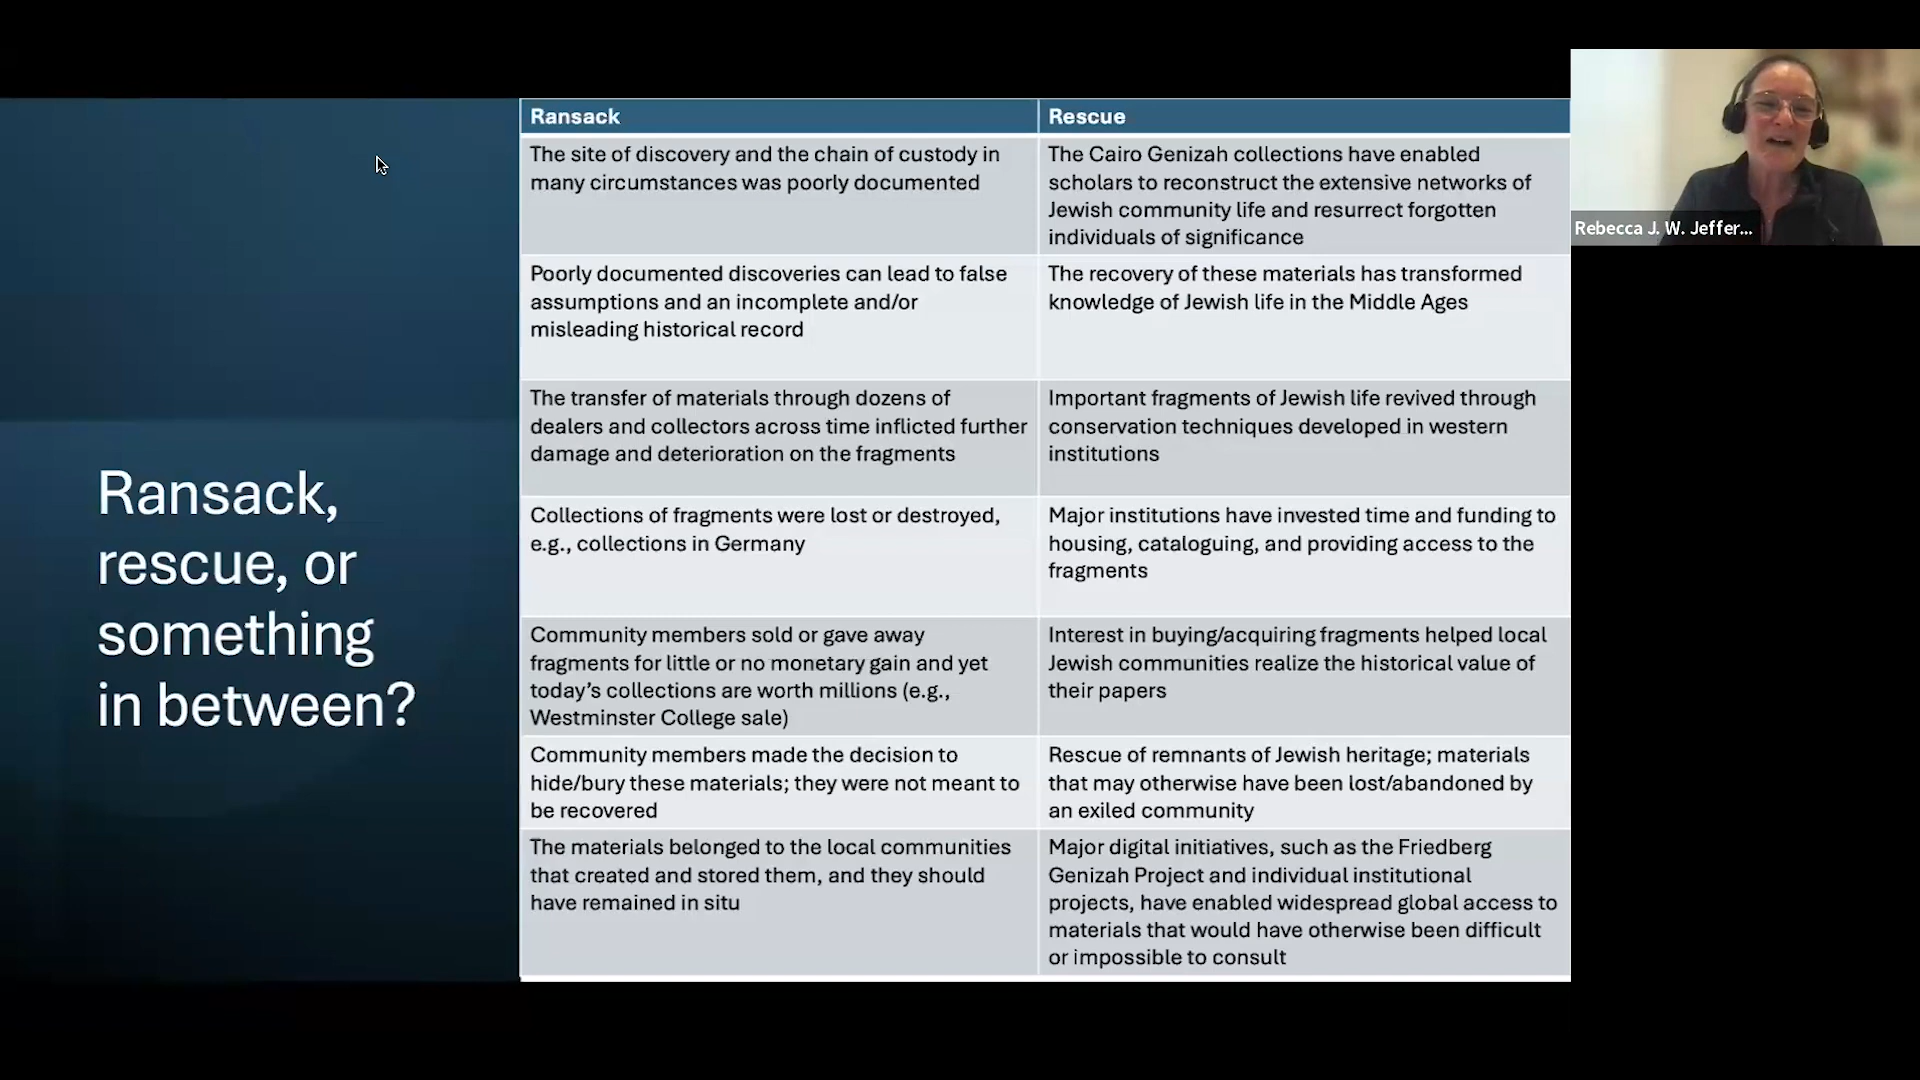 Ransack,
rescue, or
something
in between?
Ransack
Rescue
The site of discovery and the chain of custody in
many circumstances was poorly documented
The Cairo Genizah collections have enabled
scholars to reconstruct the extensive networks of
Jewish community life and resurrect forgotten
individuals of significance
Poorly documented discoveries can lead to false
assumptions and an incomplete and/or
misleading historical record
The recovery of these materials has transformed
knowledge of Jewish life in the Middle Ages
The transfer of materials through dozens of
dealers and collectors across time inflicted further
damage and deterioration on the fragments
Important fragments of Jewish life revived through
conservation techniques developed in western
institutions
Collections of fragments were lost or destroyed,
e.g., collections in Germany
Major institutions have invested time and funding to
housing, cataloguing, and providing access to the
fragments
Community members sold or gave away
fragments for little or no monetary gain and yet
today’s collections are worth millions (e.g.,
Westminster College sale)
Interest in buying/acquiring fragments helped local
Jewish communities realize the historical value of
their papers
Community members made the decision to
hide/bury these materials; they were not meant to
be recovered
Rescue of remnants of Jewish heritage; materials
that may otherwise have been lost/abandoned by
an exiled community
The materials belonged to the local communities
that created and stored them, and they should
have remained in situ
Major digital initiatives, such as the Friedberg
Genizah Project and individual institutional
projects, have enabled widespread global access to
materials that would have otherwise been difficult
or impossible to consult
Rebecca J. W. Jeffer...